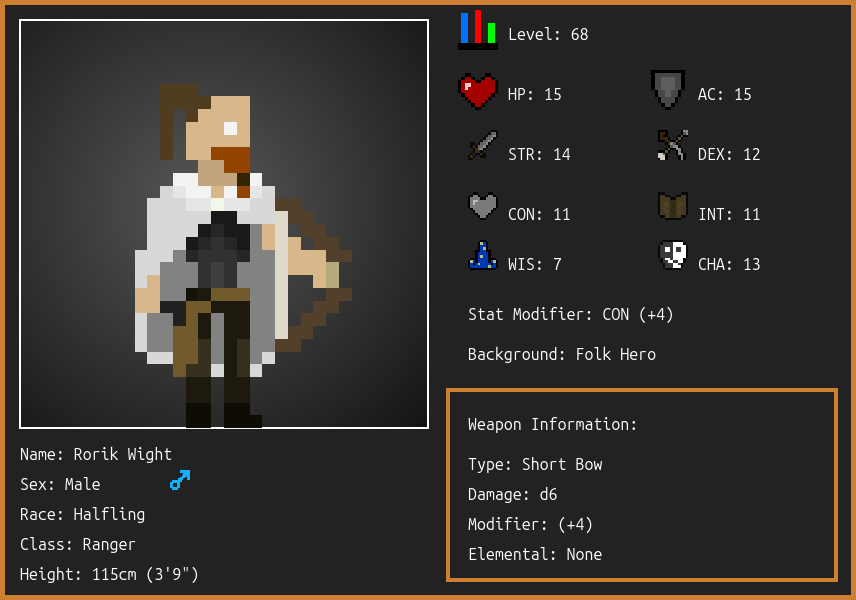 Level: 68
HP: 15
AC: 15
STR: 14
DEX: 12
CON: 11
INT: 11
WIS: 7
CHA: 13
Stat Modifier: CON (+4)
Background: Folk Hero
Weapon Information:
Type: Short Bow
Damage: d6
Modifier: (+4)
Elemental: None
Name: Rorik Wight
Sex: Male
Race: Halfling
Class: Ranger
Height: 115cm (3'9")